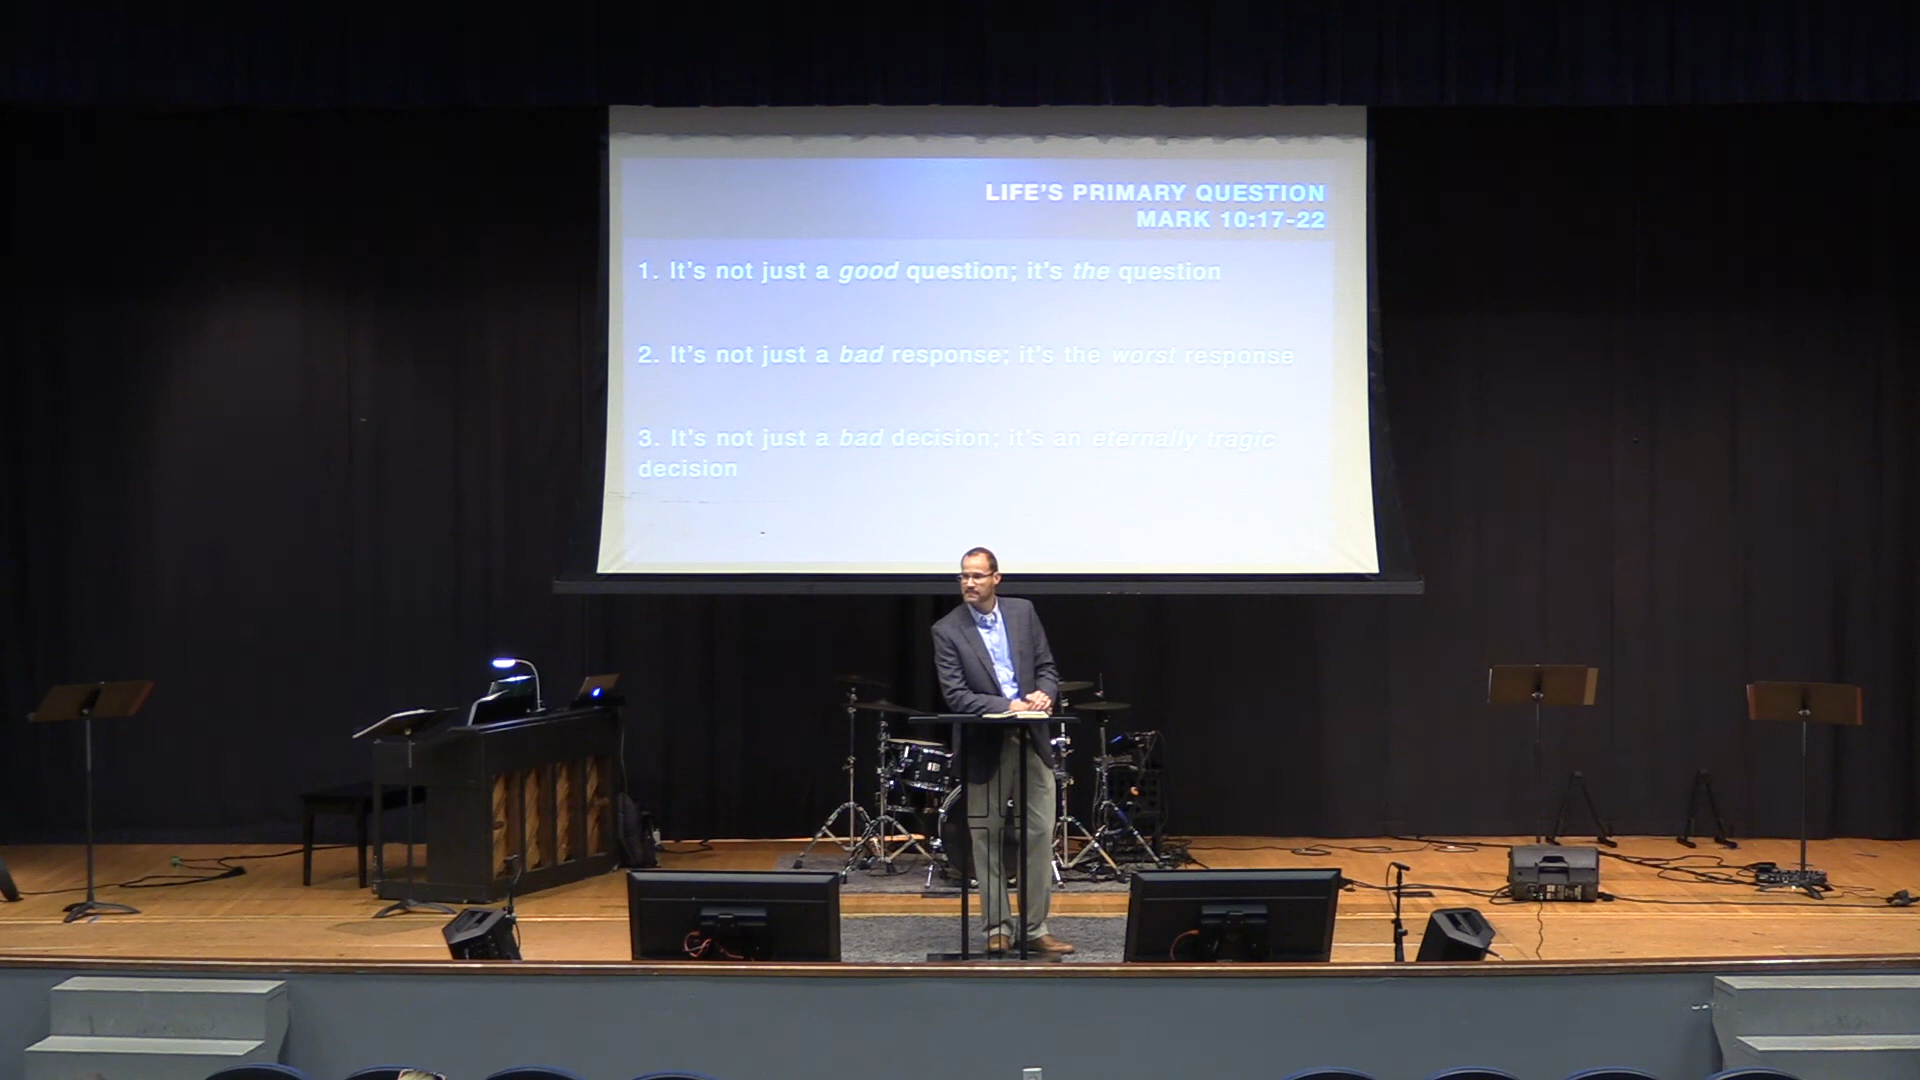 LIFE'S PRIMARY QUESTION
MARK 10:17-22
1. It's not just a good question; it's the question
2. It's not just a bad response; it's the worst response
3. It's not just a bad decision; it's an eternally tragic
decision